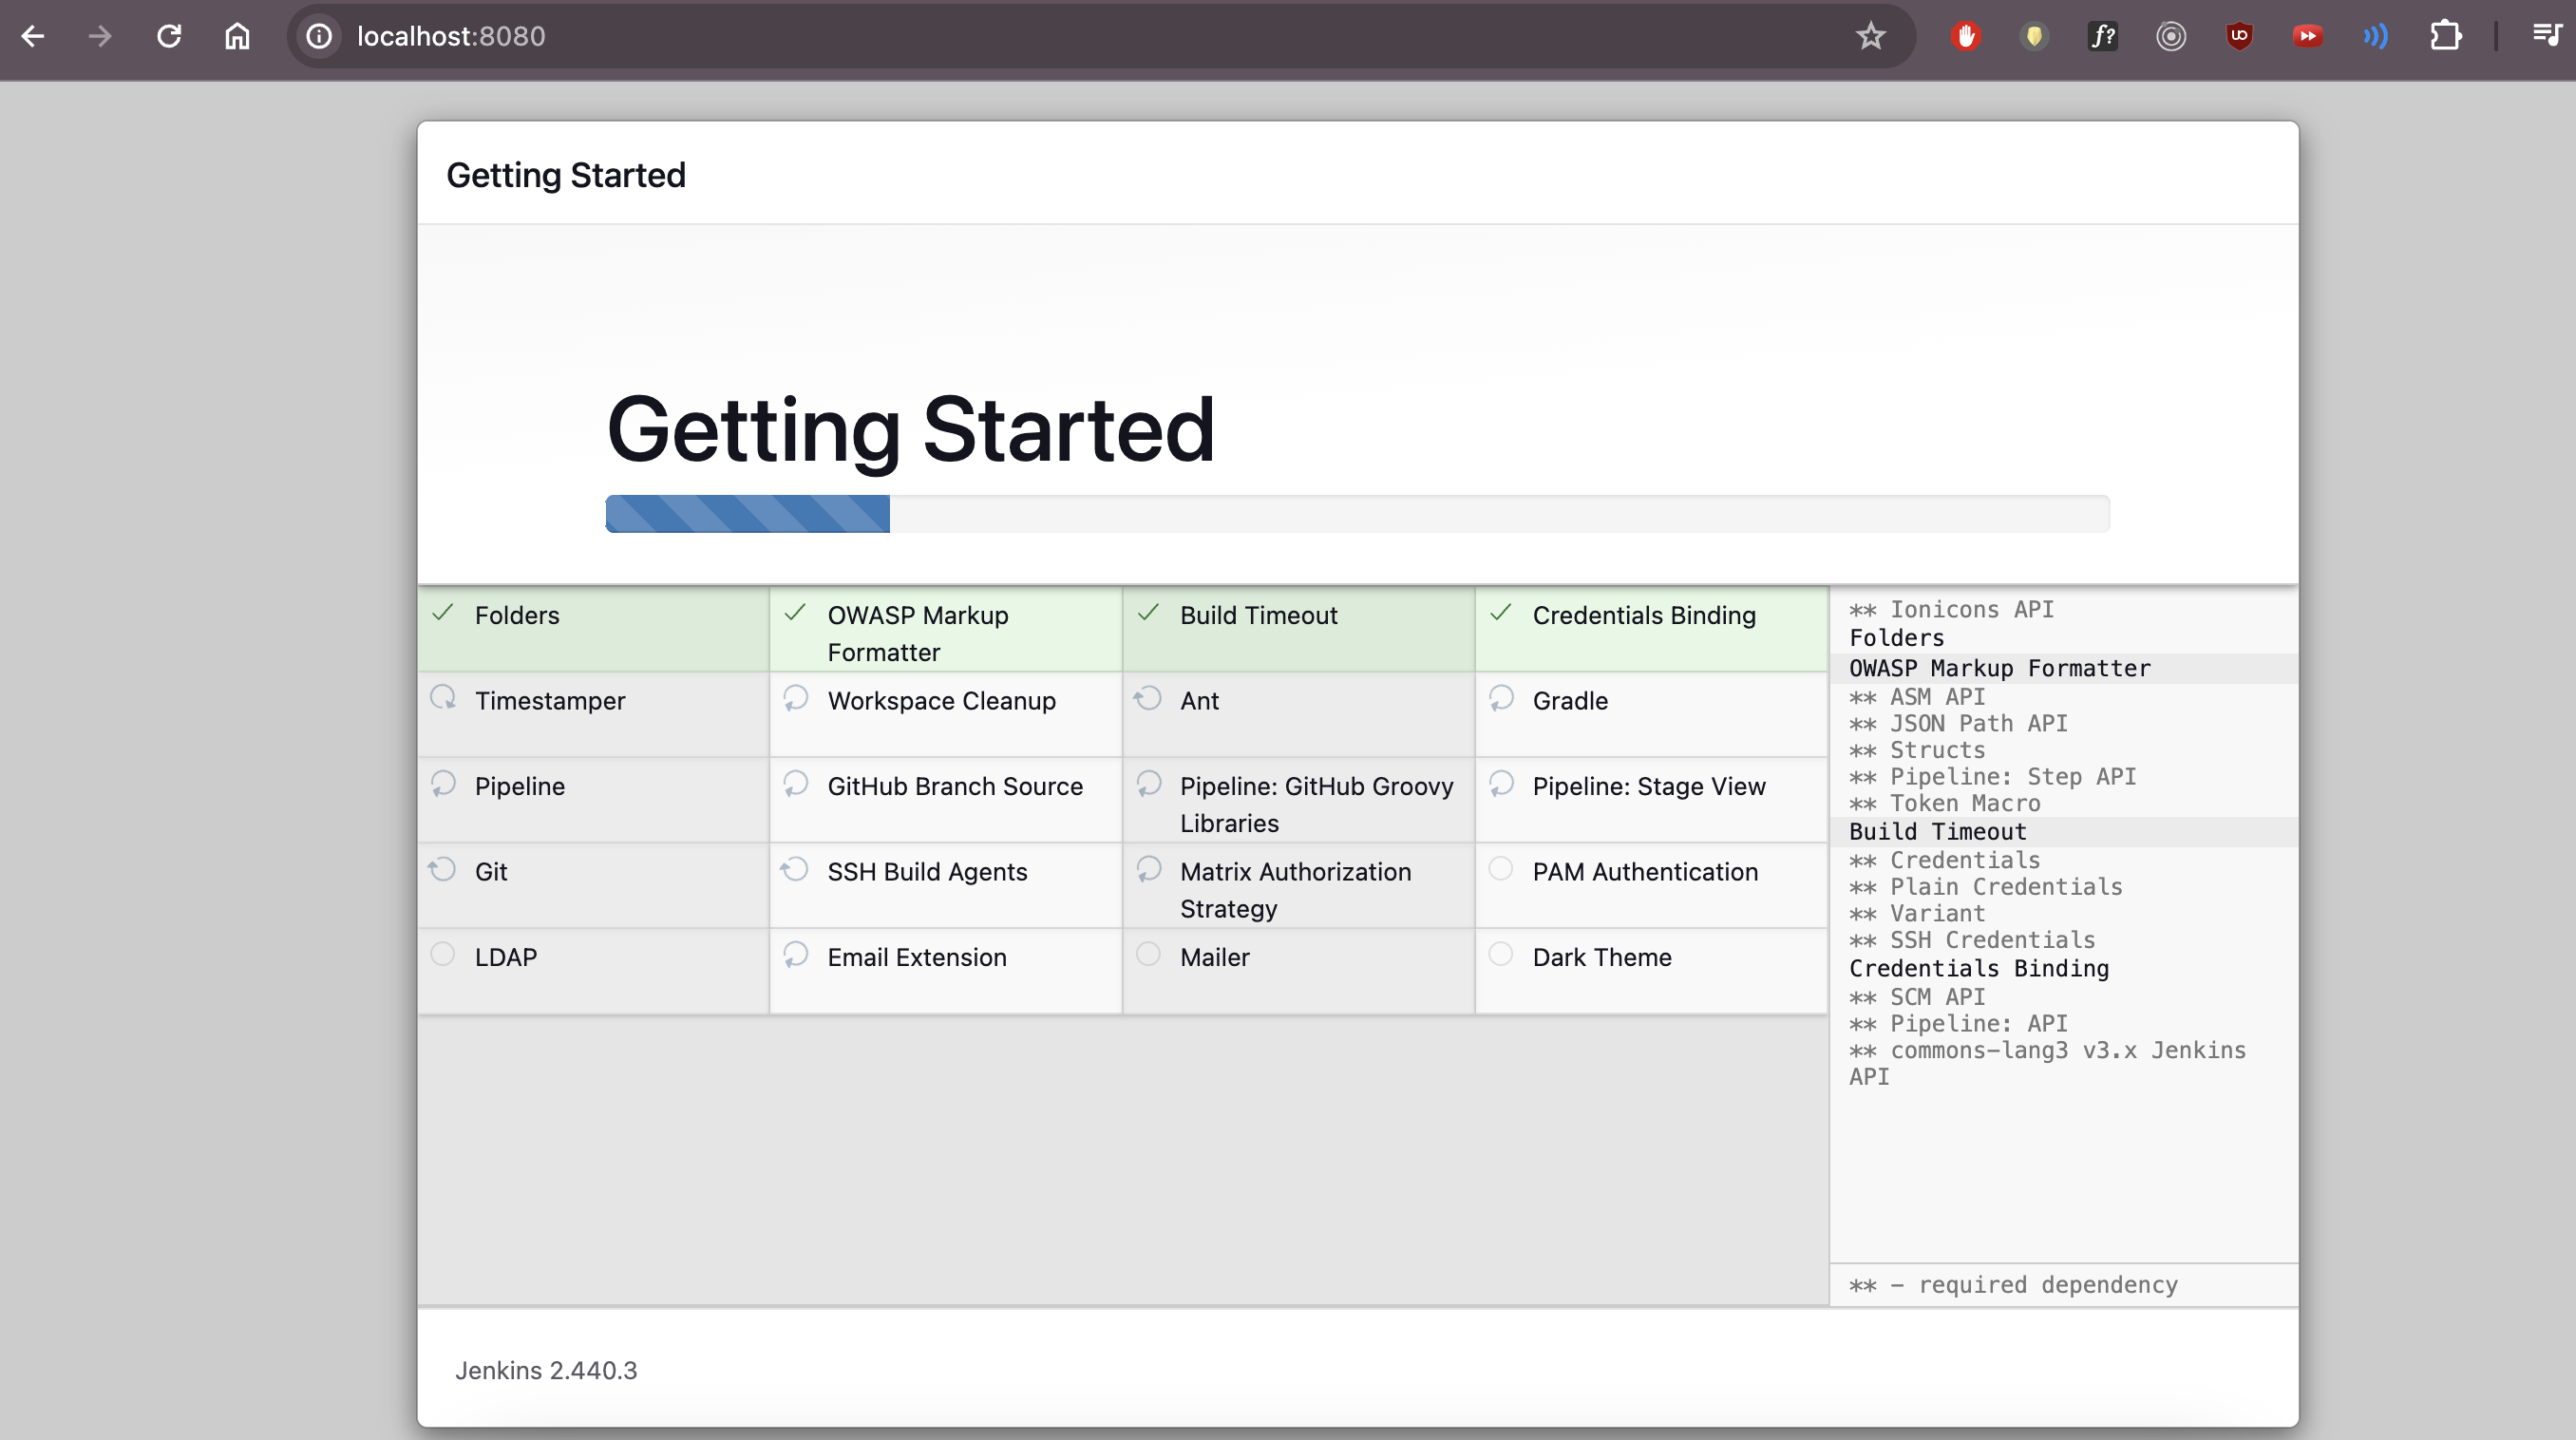 localhost:8080
f?
UO
Getting Started
Getting Started
Folders
OWASP Markup
Formatter
Build Timeout
Credentials Binding
Timestamper
Workspace Cleanup
Ant
Gradle
Pipeline
GitHub Branch Source
Pipeline: GitHub Groovy
Libraries
Pipeline: Stage View
Git
SSH Build Agents
Matrix Authorization
Strategy
PAM Authentication
LDAP
Email Extension
Mailer
Dark Theme
** Ionicons API
Folders
OWASP Markup Formatter
** ASM API
** JSON Path API
** Structs
** Pipeline: Step API
** Token Macro
Build Timeout
** Credentials
** Plain Credentials
** Variant
** SSH Credentials
Credentials Binding
** SCM API
** Pipeline: API
** commons-lang3 v3.x Jenkins
API
** - required dependency
Jenkins 2.440.3